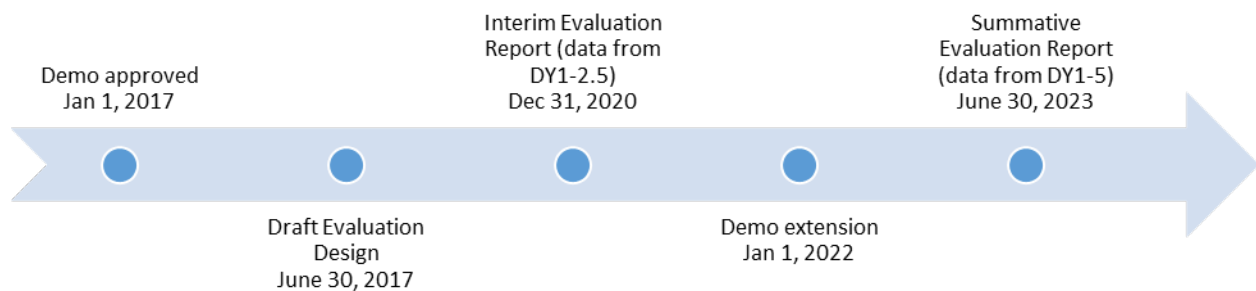 Demo approved
Jan 1, 2017
Draft Evaluation
Design
June 30, 2017
Interim Evaluation
Report (data from
DY1-2.5)
Dec 31, 2020
Demo extension
Jan 1, 2022
Summative
Evaluation Report
(data from DY1-5)
June 30, 2023